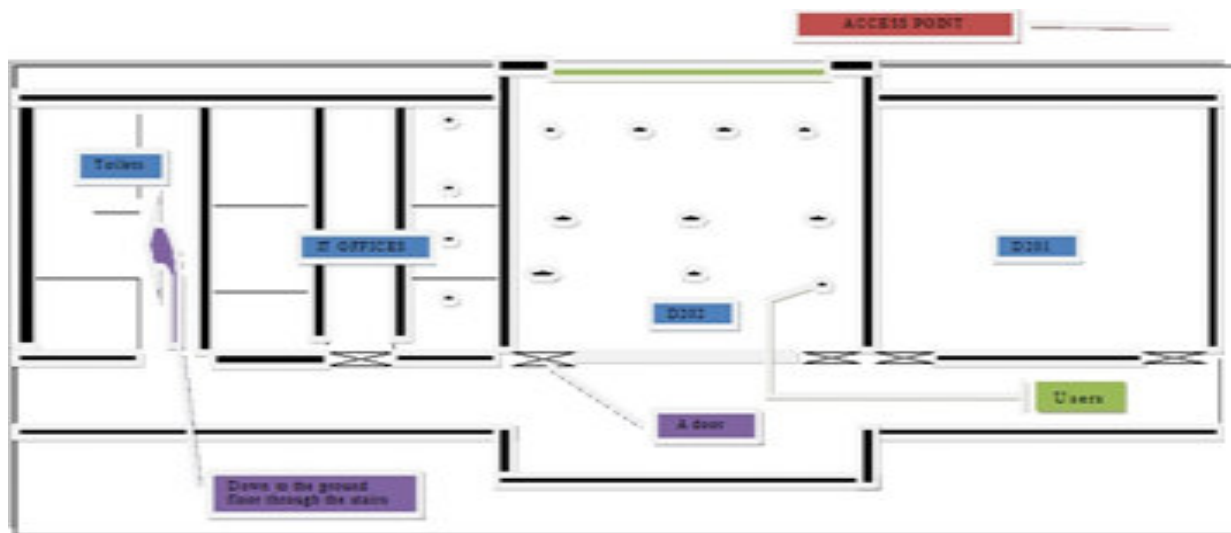 ACCESS POINT
Toilets
IT OFFICES
D201
D202
Users
A door
Down to the ground
floor through the stairs